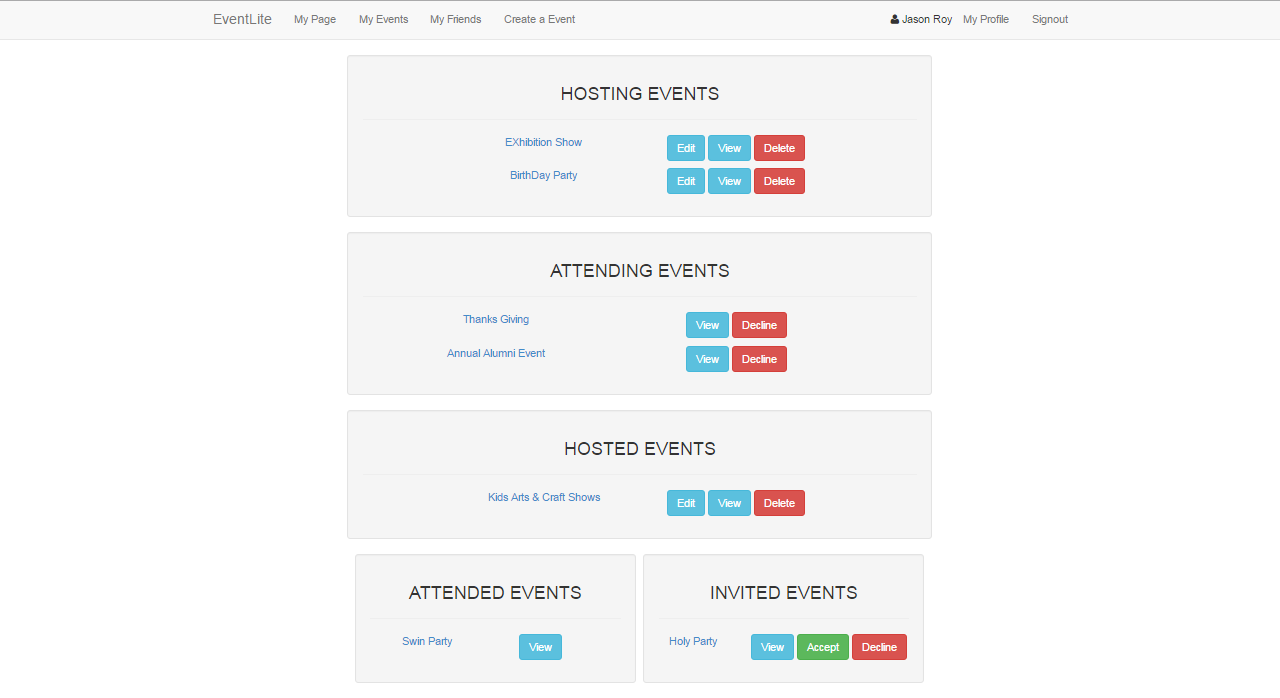 EventLite My Page My Events My Friends Create a Event Jason Roy My Profile Signout
HOSTING EVENTS
EXhibition Show Edit View Delete
BirthDay Party Edit View Delete
ATTENDING EVENTS
Thanks Giving View Decline
Annual Alumni Event View Decline
HOSTED EVENTS
Kids Arts & Craft Shows Edit View Delete
ATTENDED EVENTS
Swin Party View
INVITED EVENTS
Holy Party View Accept Decline